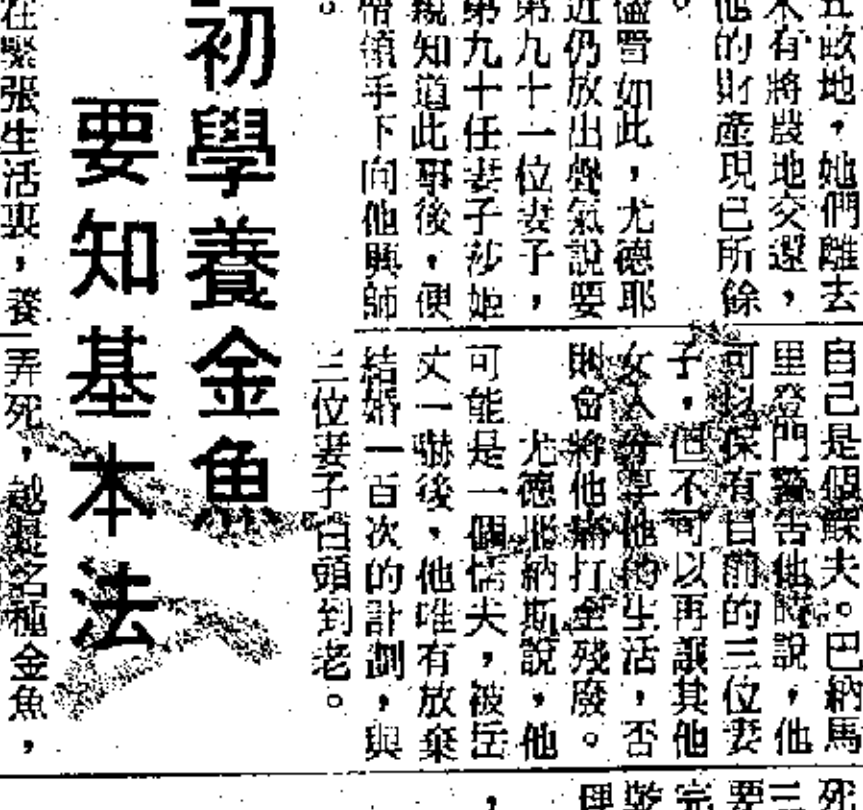 五畝地，她們離去
未有將農地交還，
他的財產現已所餘
。
儘管如此，尤德耶
近仍放出聲氣說要
第九十一位妻子，
第九十任妻子莎姬
親知道此事後，便
帶領手下向他興師
。
自己是個鰥夫。巴納馬
里登門警告他時說，他
可以保有目前的三位妻
子，但不可以再讓其他
女人分享他的生活，否
則會將他痛打至殘廢。
尤德耶納斯說，他
可能是一個懦夫，被岳
丈一嚇後，他唯有放棄
結婚一百次的計劃，與
三位妻子白頭到老。
初學養金魚
要知基本法
在緊張生活裏，養
弄死，越是名種金魚，